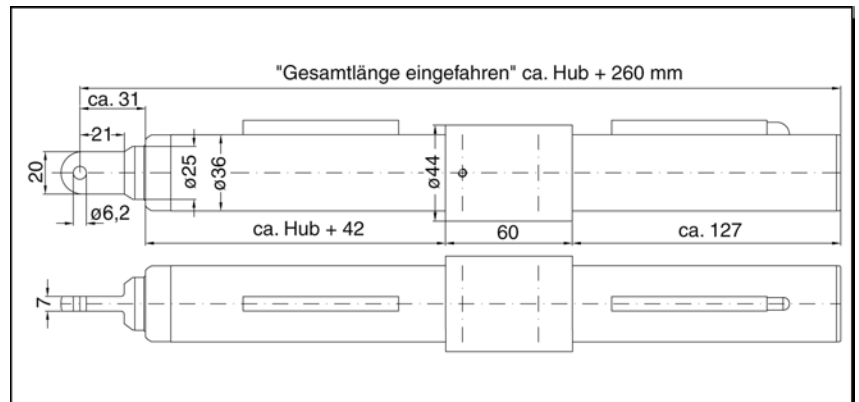 "Gesamtlänge eingefahren" ca. Hub + 260 mm
ca. 31
21
20
ø25
ø36
ø44
ø6,2
ca. Hub + 42
60
ca. 127
7